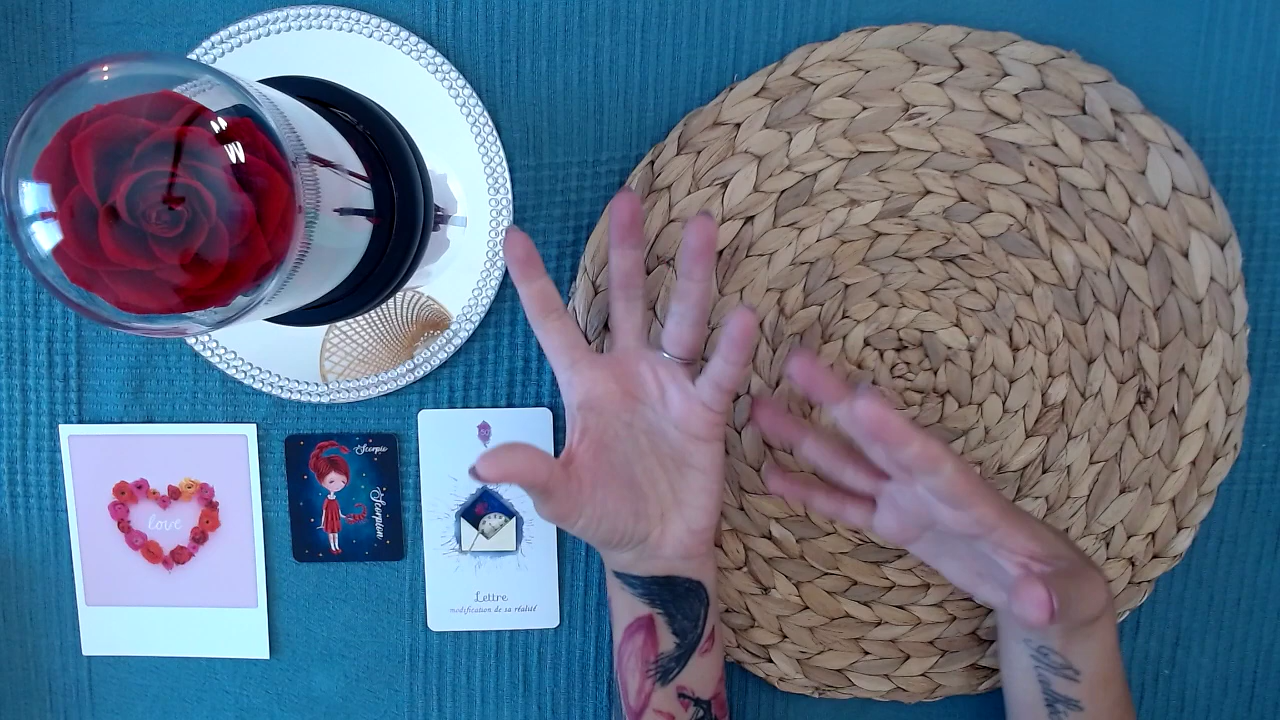 love
Scorpio
Scorpion
Lettre
modification de sa réalité